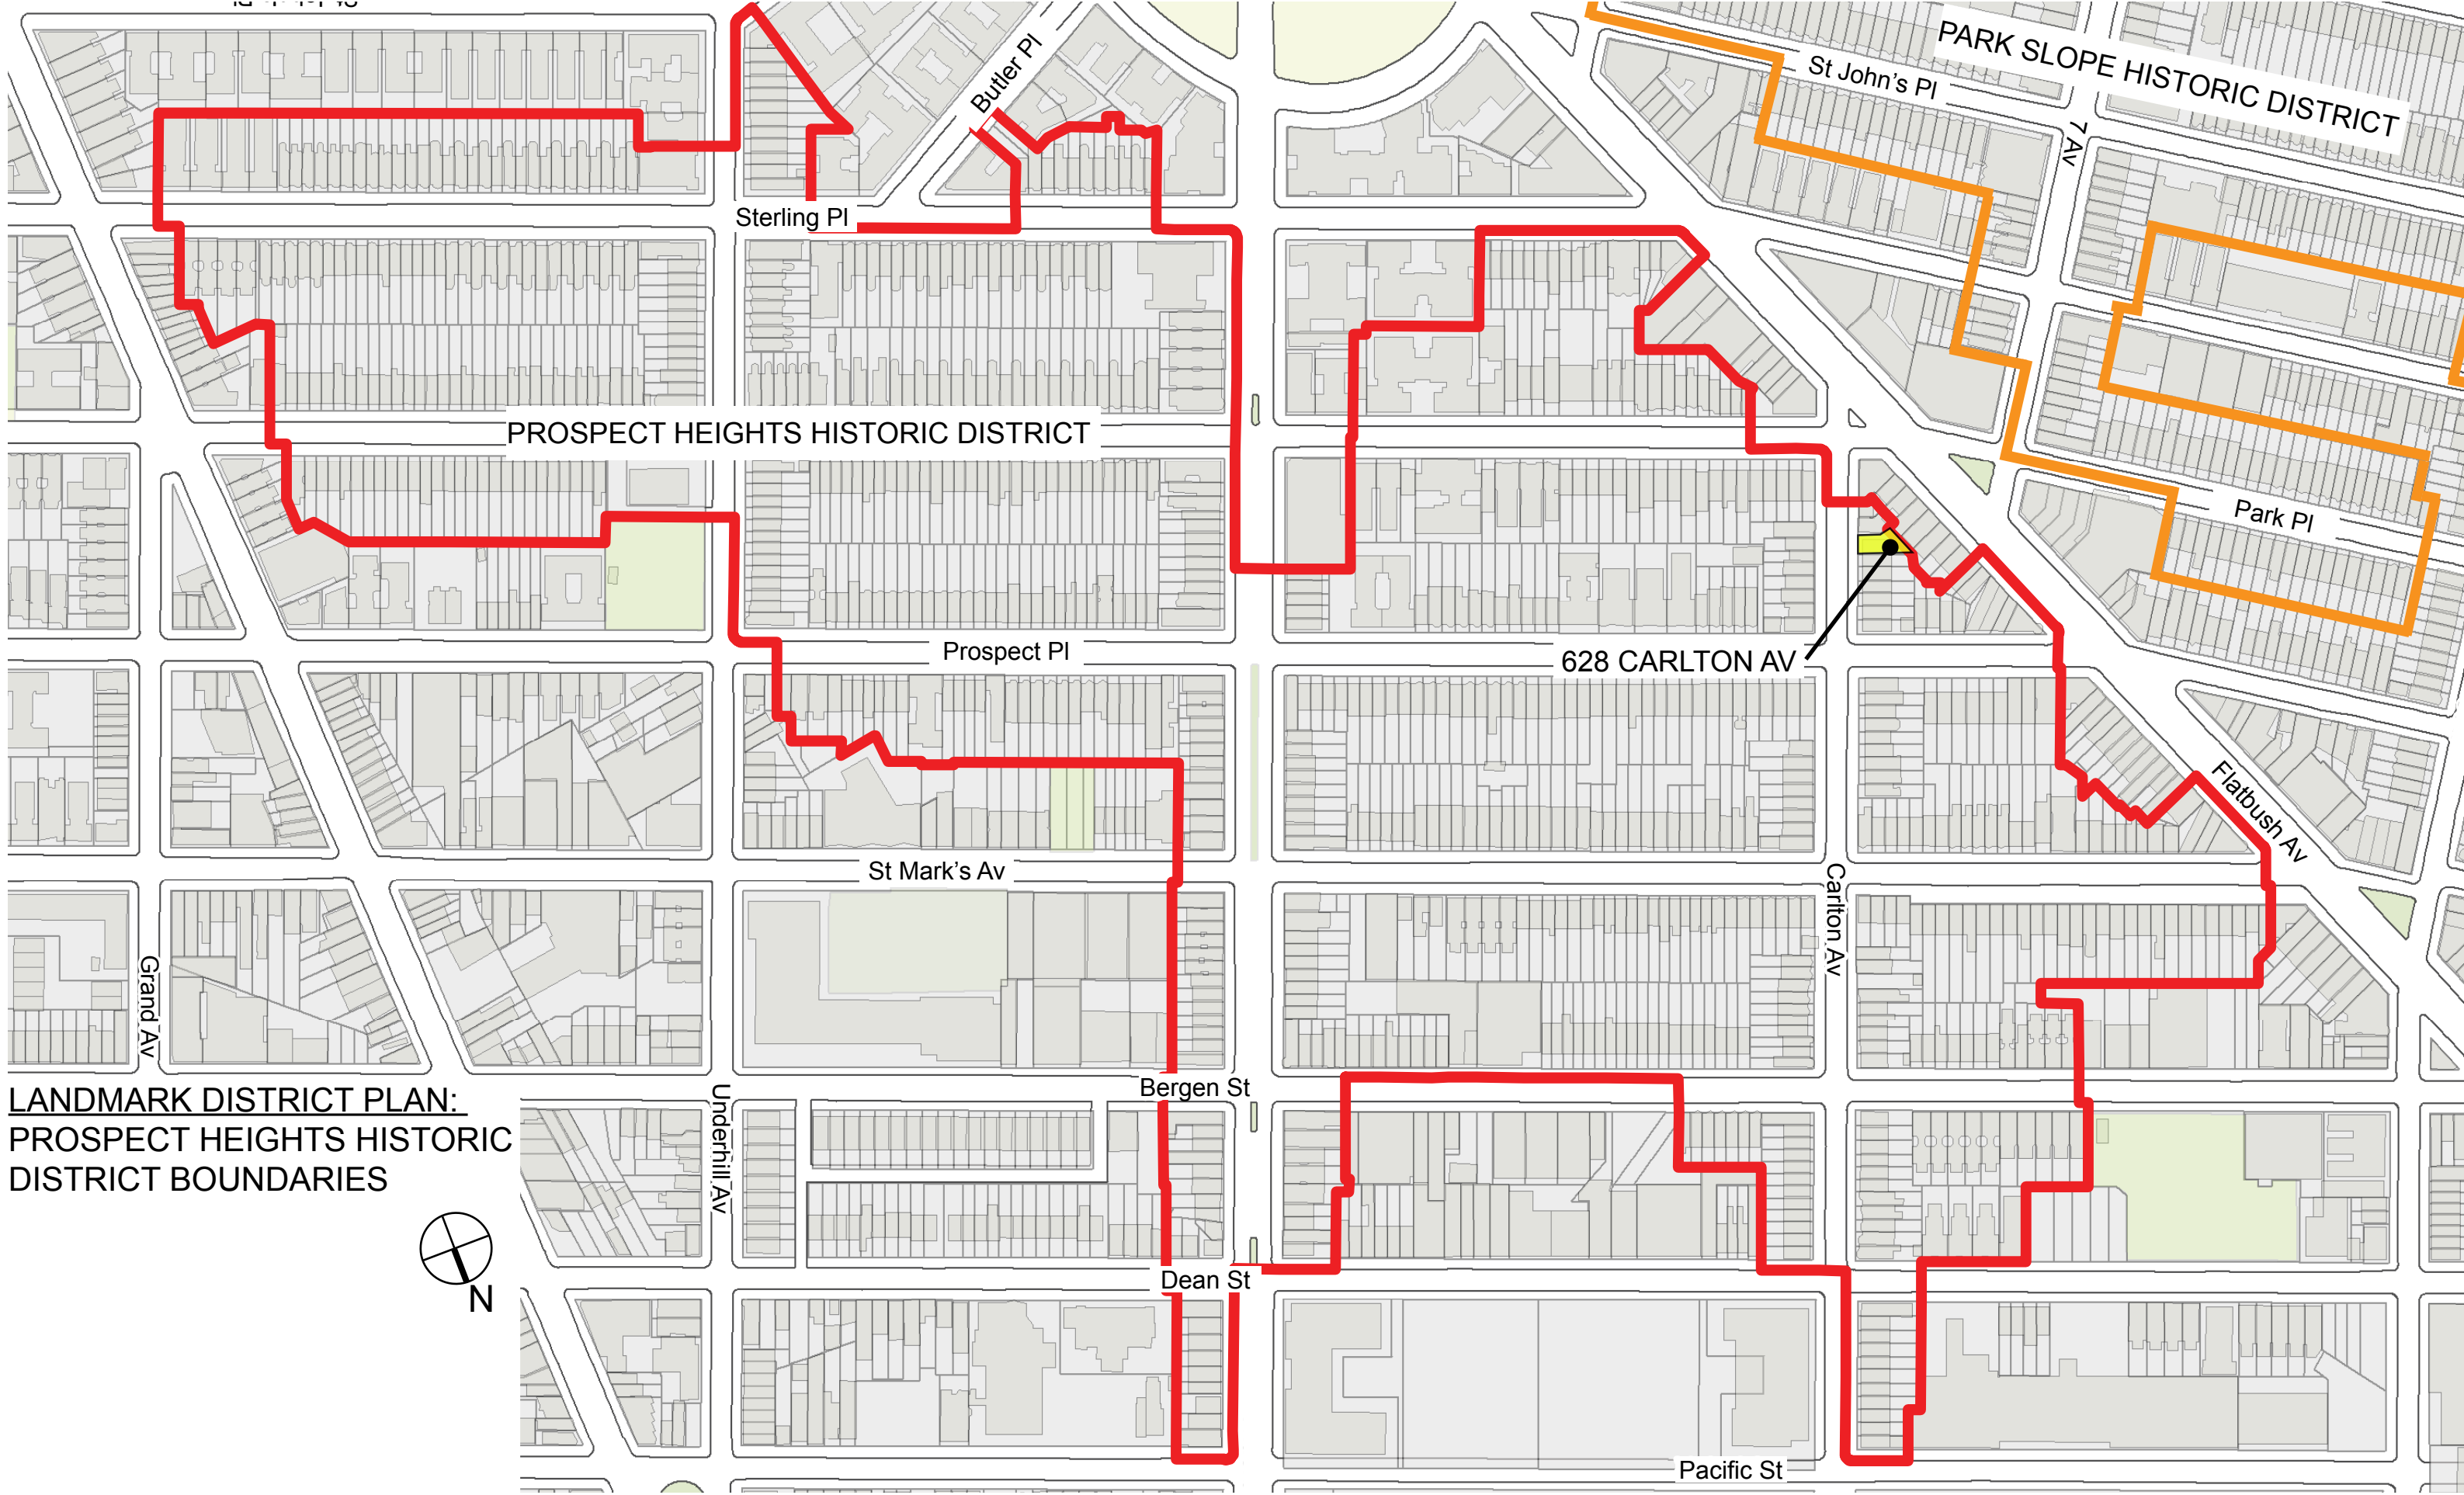 Butler Pl
PARK SLOPE HISTORIC DISTRICT
St John's Pl
7 Av
Sterling Pl
PROSPECT HEIGHTS HISTORIC DISTRICT
Park Pl
Prospect Pl
628 CARLTON AV
Flatbush Av
St Mark's Av
Carlton Av
Grand Av
Underhill Av
Bergen St
LANDMARK DISTRICT PLAN:
PROSPECT HEIGHTS HISTORIC
DISTRICT BOUNDARIES
N
Dean St
Pacific St